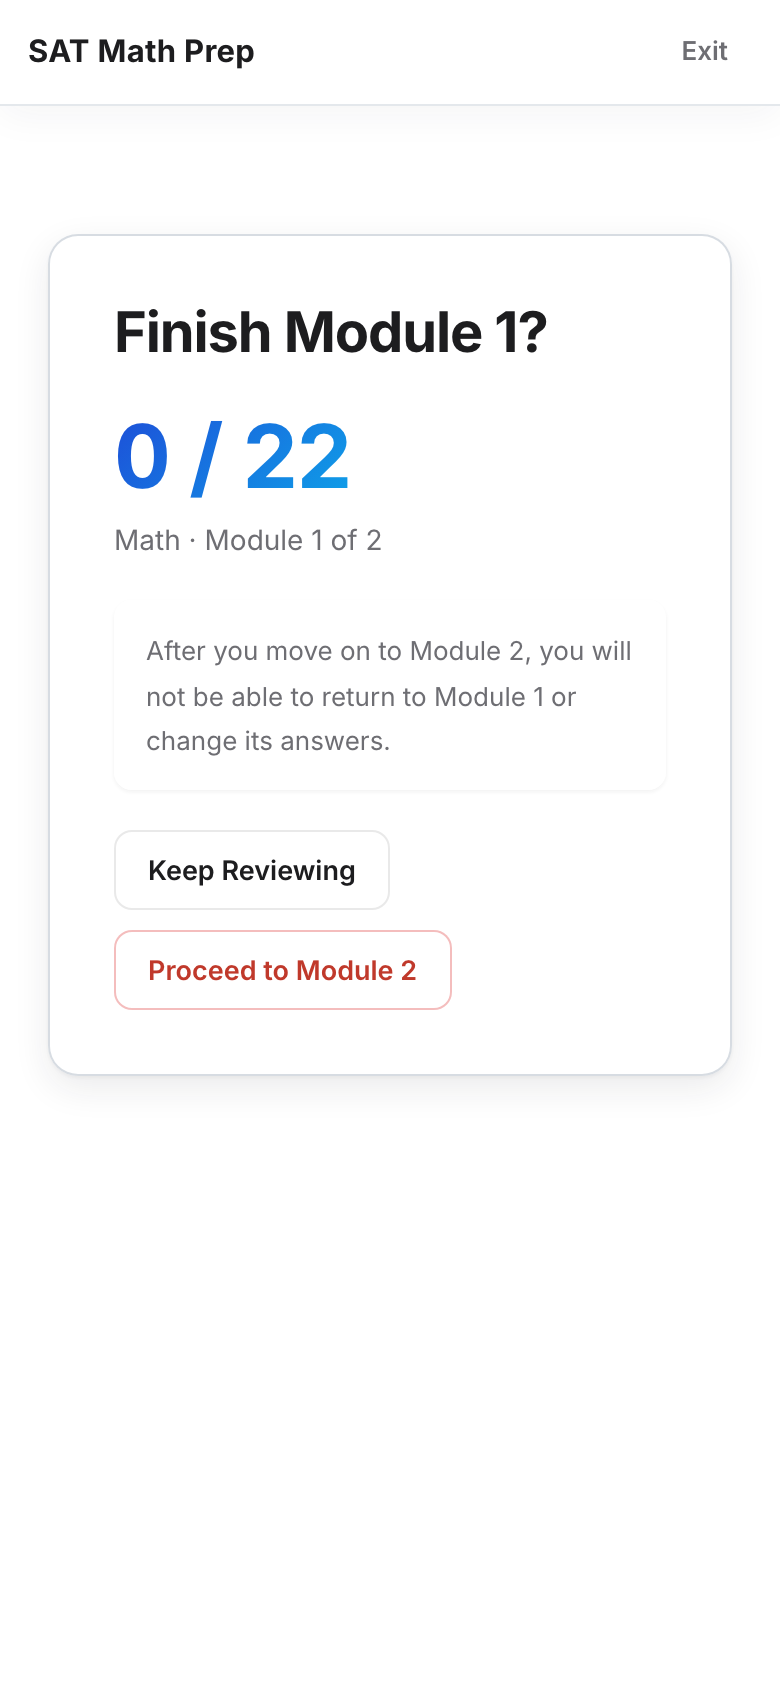 SAT Math Prep
Exit
Finish Module 1?
0 / 22
Math · Module 1 of 2
After you move on to Module 2, you will
not be able to return to Module 1 or
change its answers.
Keep Reviewing
Proceed to Module 2